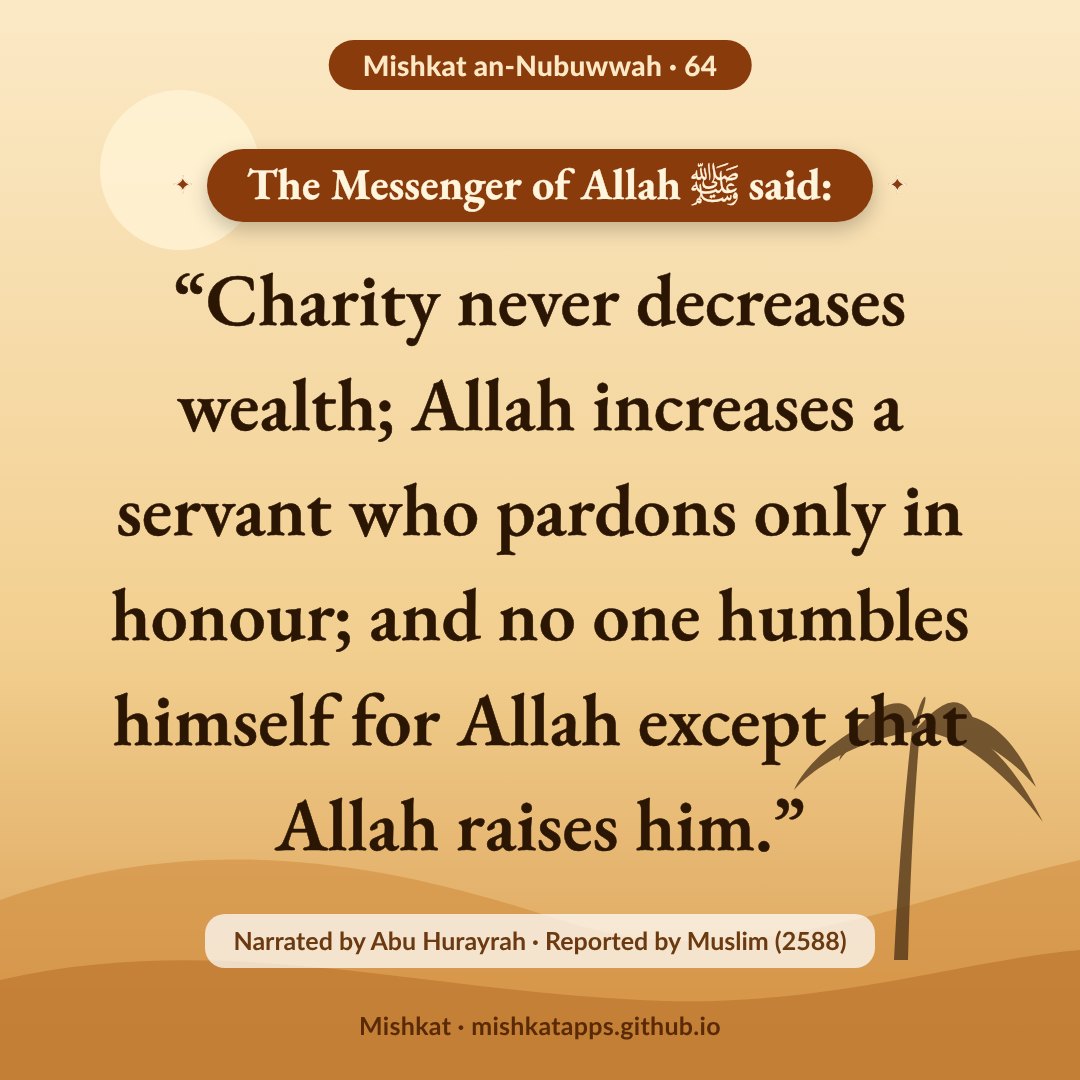 Mishkat an-Nubuwwah · 64
The Messenger of Allah ﷺ said:
“Charity never decreases
wealth; Allah increases a
servant who pardons only in
honour; and no one humbles
himself for Allah except that
Allah raises him.”
Narrated by Abu Hurayrah · Reported by Muslim (2588)
Mishkat · mishkatapps.github.io